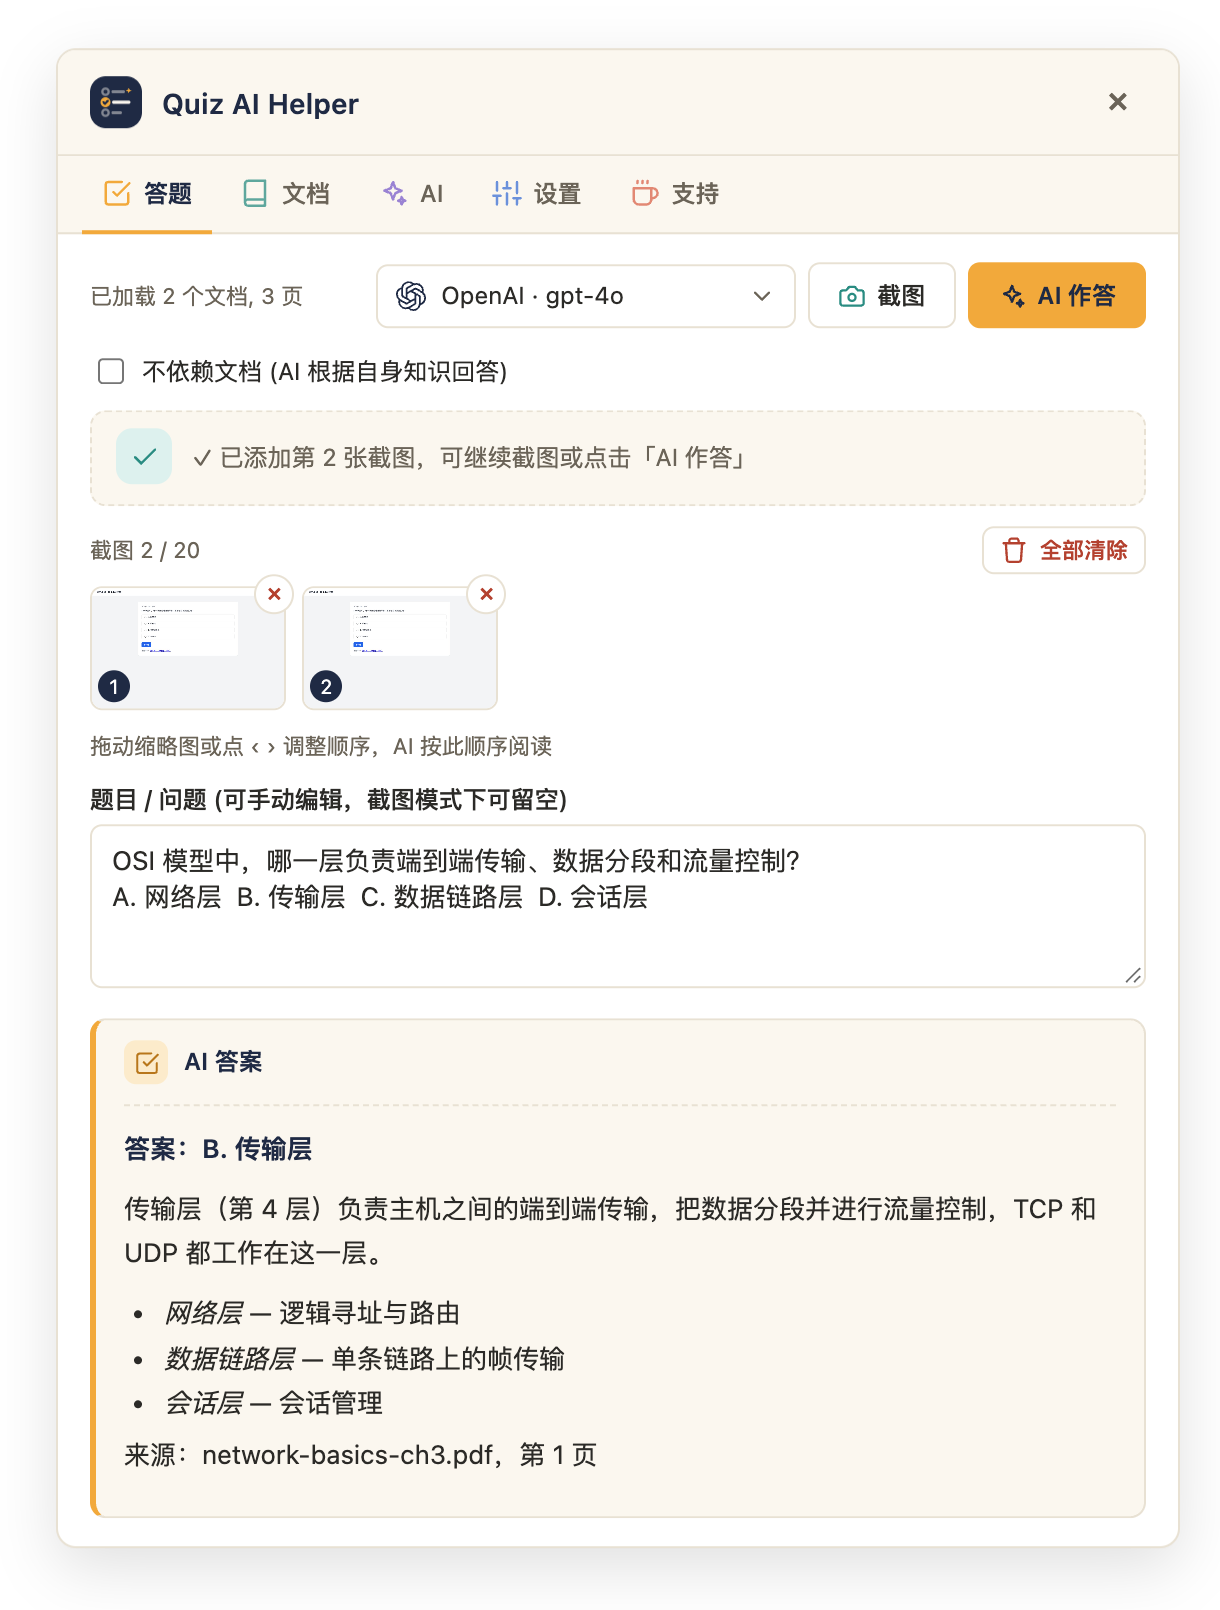 Quiz AI Helper
答题 文档 AI 设置 支持
已加载 2 个文档, 3 页 OpenAI · gpt-4o 截图 AI 作答
不依赖文档 (AI 根据自身知识回答)
✓ 已添加第 2 张截图，可继续截图或点击「AI 作答」
截图 2 / 20 全部清除
1 2
拖动缩略图或点 ‹ › 调整顺序，AI 按此顺序阅读
题目 / 问题 (可手动编辑，截图模式下可留空)
OSI 模型中，哪一层负责端到端传输、数据分段和流量控制?
A. 网络层 B. 传输层 C. 数据链路层 D. 会话层
AI 答案
答案：B. 传输层
传输层（第 4 层）负责主机之间的端到端传输，把数据分段并进行流量控制，TCP 和
UDP 都工作在这一层。
• 网络层 — 逻辑寻址与路由
• 数据链路层 — 单条链路上的帧传输
• 会话层 — 会话管理
来源：network-basics-ch3.pdf，第 1 页